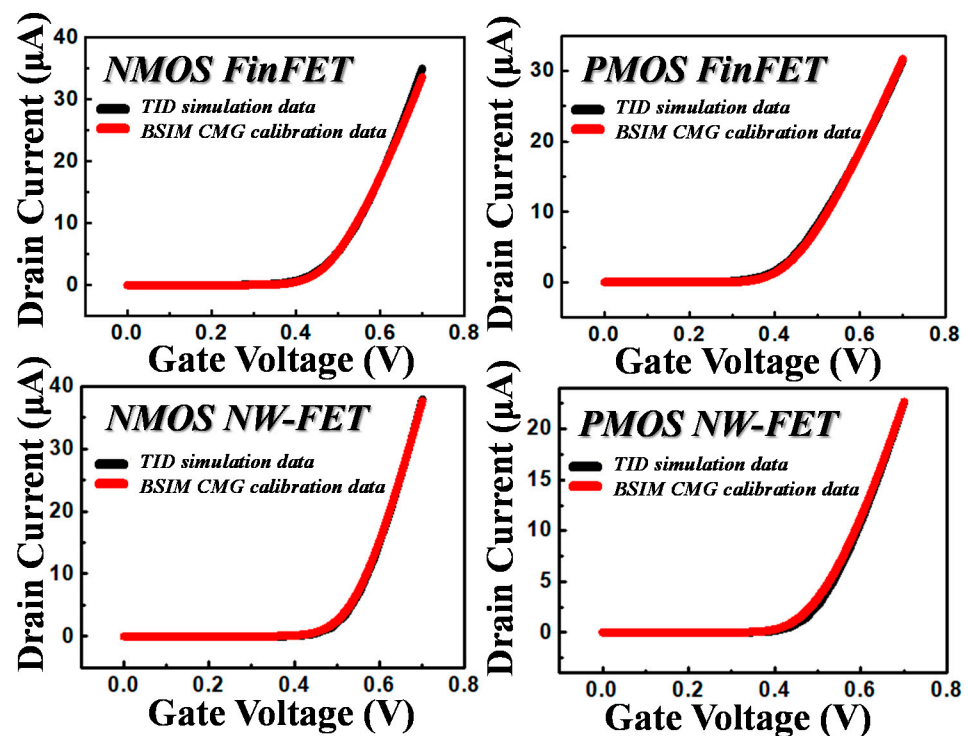 NMOS FinFET
TID simulation data
BSIM CMG calibration data
Drain Current (μA)
40
30
20
10
0
0.0 0.2 0.4 0.6 0.8
Gate Voltage (V)
PMOS FinFET
TID simulation data
BSIM CMG calibration data
Drain Current (μA)
30
20
10
0
0.0 0.2 0.4 0.6 0.8
Gate Voltage (V)
NMOS NW-FET
TID simulation data
BSIM CMG calibration data
Drain Current (μA)
40
30
20
10
0
0.0 0.2 0.4 0.6 0.8
Gate Voltage (V)
PMOS NW-FET
TID simulation data
BSIM CMG calibration data
Drain Current (μA)
20
15
10
5
0
0.0 0.2 0.4 0.6 0.8
Gate Voltage (V)